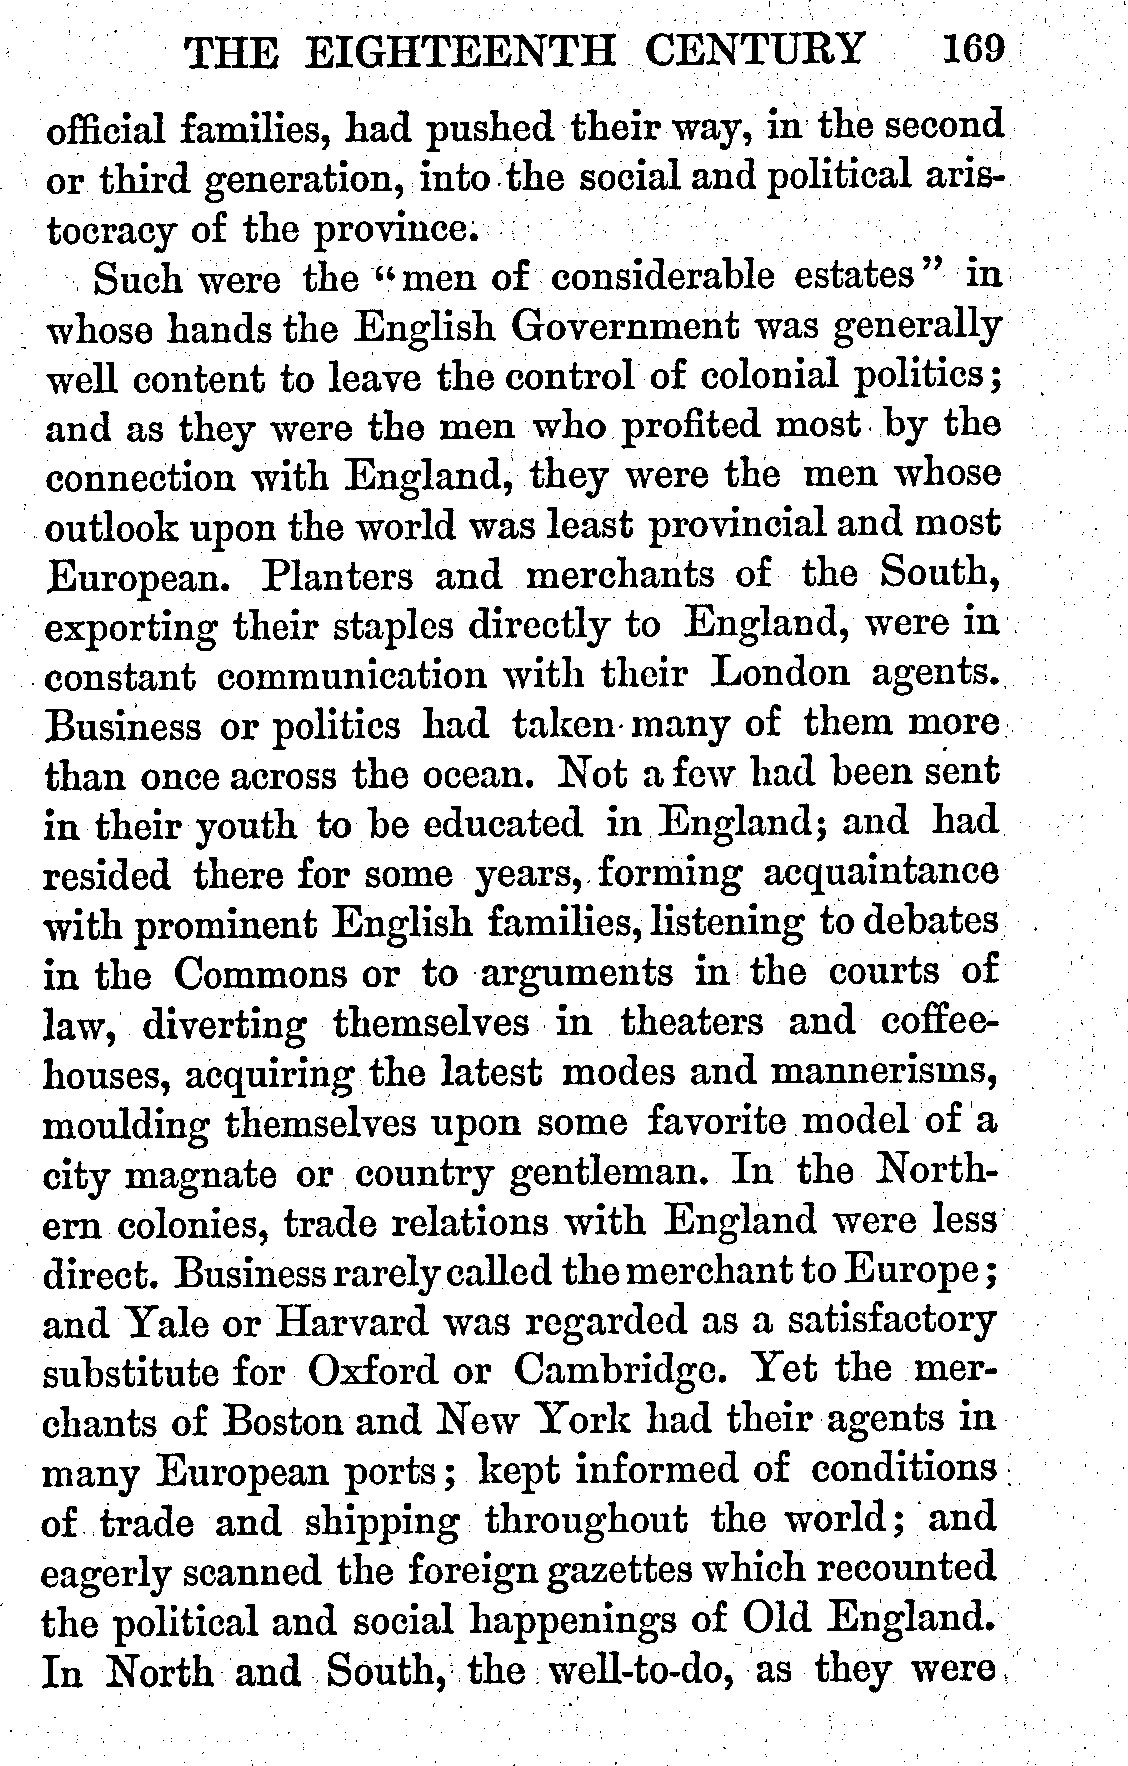 THE EIGHTEENTH CENTURY 169
official families, had pushed their way, in the second
or third generation, into the social and political aris-
tocracy of the province.
Such were the “men of considerable estates” in
whose hands the English Government was generally
well content to leave the control of colonial politics;
and as they were the men who profited most by the
connection with England, they were the men whose
outlook upon the world was least provincial and most
European. Planters and merchants of the South,
exporting their staples directly to England, were in
constant communication with their London agents.
Business or politics had taken many of them more
than once across the ocean. Not a few had been sent
in their youth to be educated in England; and had
resided there for some years, forming acquaintance
with prominent English families, listening to debates
in the Commons or to arguments in the courts of
law, diverting themselves in theaters and coffee-
houses, acquiring the latest modes and mannerisms,
moulding themselves upon some favorite model of a
city magnate or country gentleman. In the North-
ern colonies, trade relations with England were less
direct. Business rarely called the merchant to Europe;
and Yale or Harvard was regarded as a satisfactory
substitute for Oxford or Cambridge. Yet the mer-
chants of Boston and New York had their agents in
many European ports; kept informed of conditions
of trade and shipping throughout the world; and
eagerly scanned the foreign gazettes which recounted
the political and social happenings of Old England.
In North and South, the well-to-do, as they were